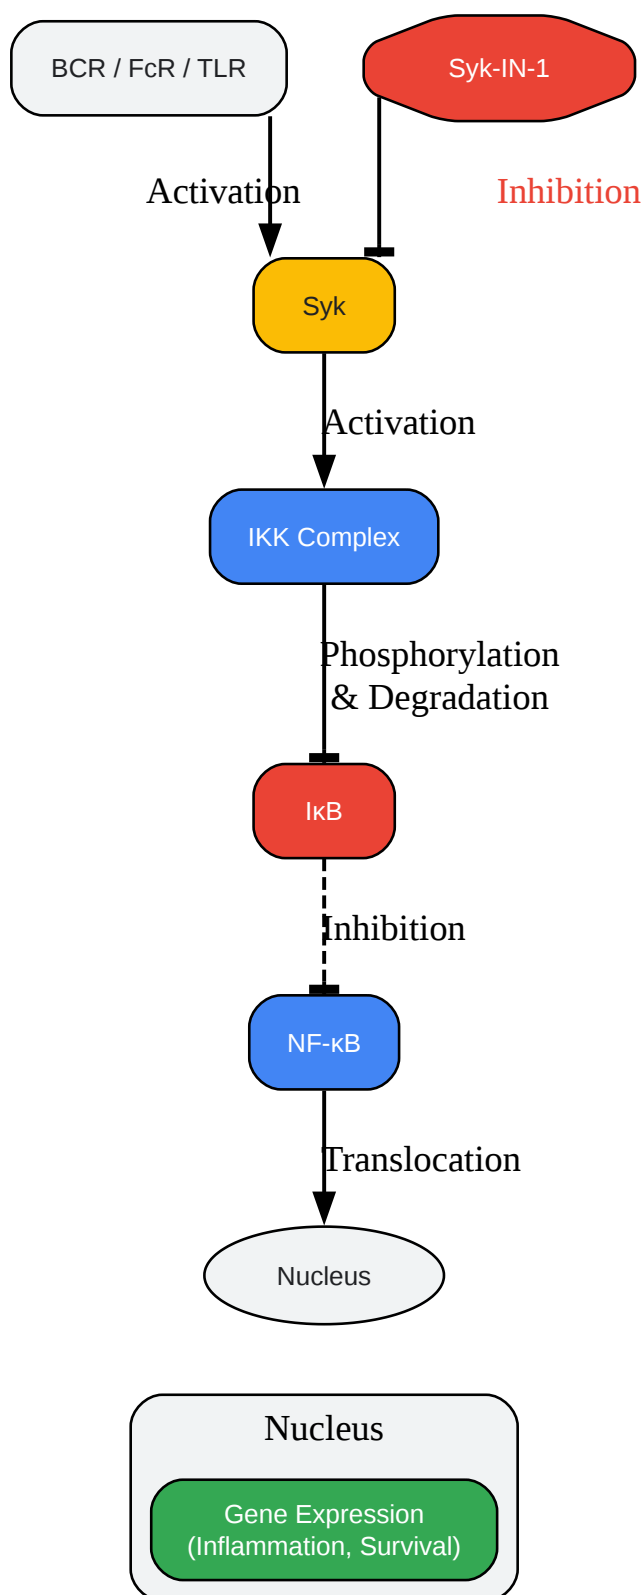 BCR / FcR / TLR
Syk-IN-1
Activation
Inhibition
Syk
Activation
IKK Complex
Phosphorylation
& Degradation
IκB
Inhibition
NF-κB
Translocation
Nucleus
Nucleus
Gene Expression
(Inflammation, Survival)